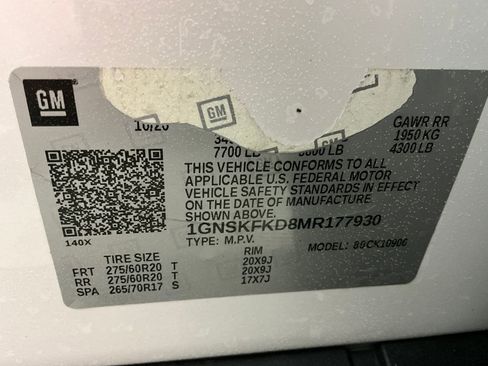 GM
GM
10/20
GAWR RR
1950 KG
7700 LB
4300 LB
THIS VEHICLE CONFORMS TO ALL
APPLICABLE U.S. FEDERAL MOTOR
VEHICLE SAFETY STANDARDS IN EFFECT
ON THE DATE OF MANUFACTURE
SHOWN ABOVE.
1GNSKFKD8MR177930
TYPE: M.P.V.
MODEL:
140X
TIRE SIZE
RIM
FRT 275/60R20 T 20X9J
RR 275/60R20 T 20X9J
SPA 265/70R17 S 17X7J